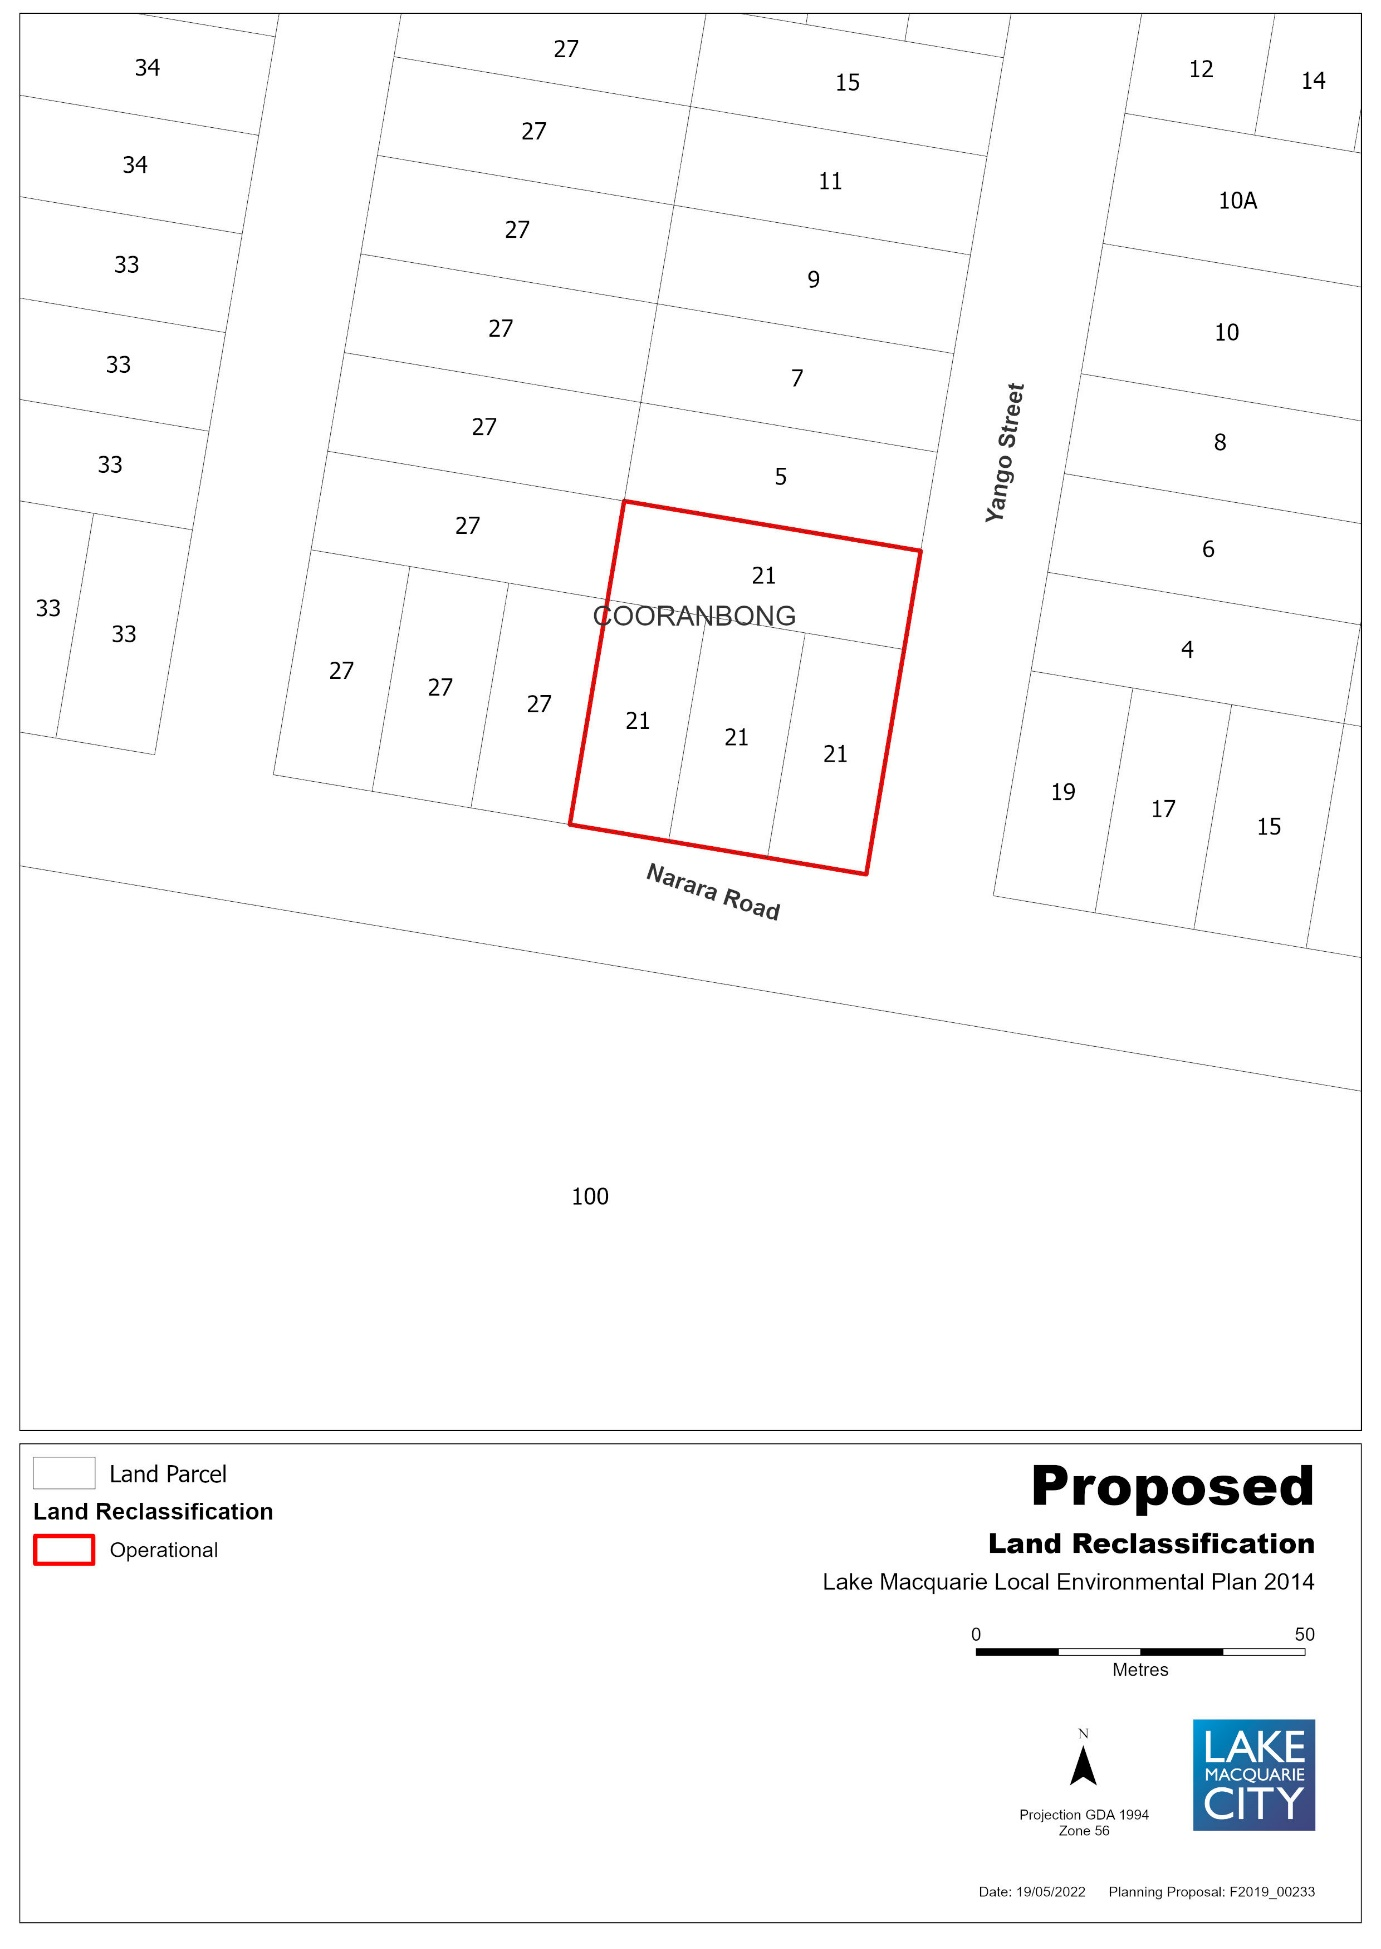 27
34
15
12
14
27
34
11
10A
27
33
9
27
10
33
7
27
8
33
5
Yango Street
27
6
21
33
COORANBONG
33
4
27
27
27
21
21
21
19
17
15
Narara Road
100
Land Parcel
Land Reclassification
Operational
Proposed
Land Reclassification
Lake Macquarie Local Environmental Plan 2014
0 50
Metres
N
Projection GDA 1994
Zone 56
LAKE
MACQUARIE
CITY
Date: 19/05/2022 Planning Proposal: F2019_00233